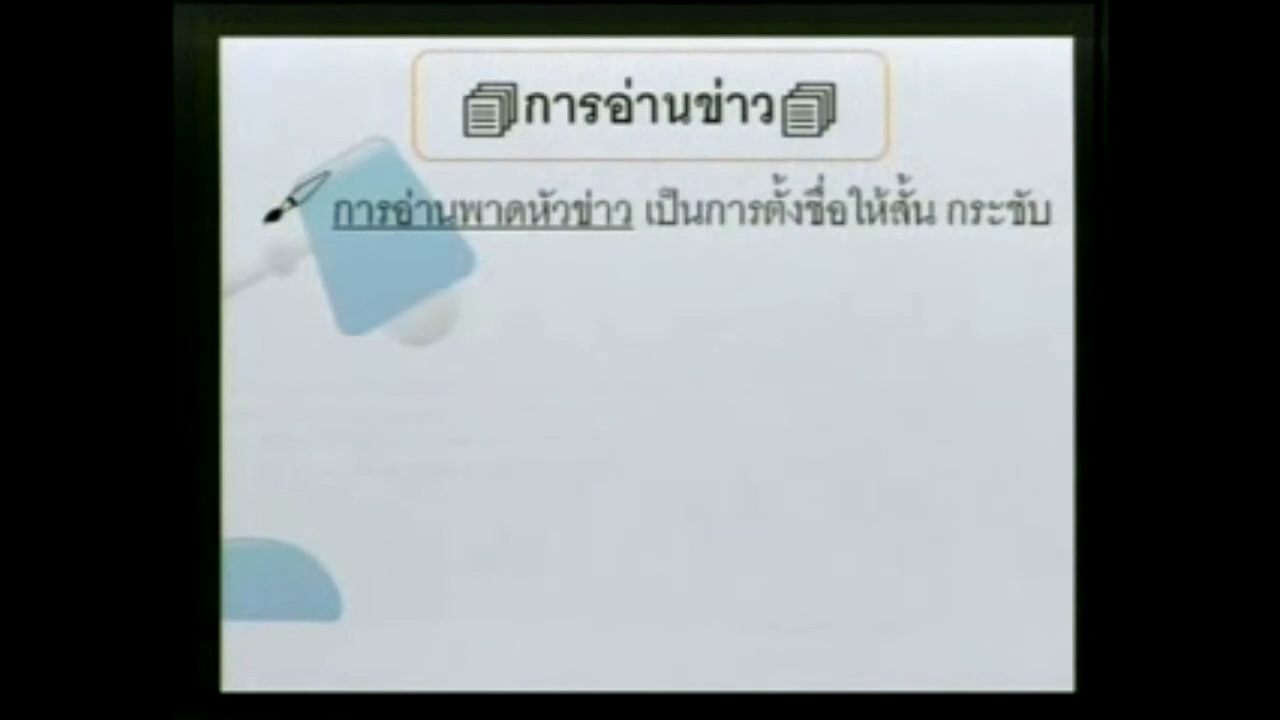 การอ่านข่าว
การอ่านพาดหัวข่าว เป็นการตั้งชื่อให้สั้น กระชับ